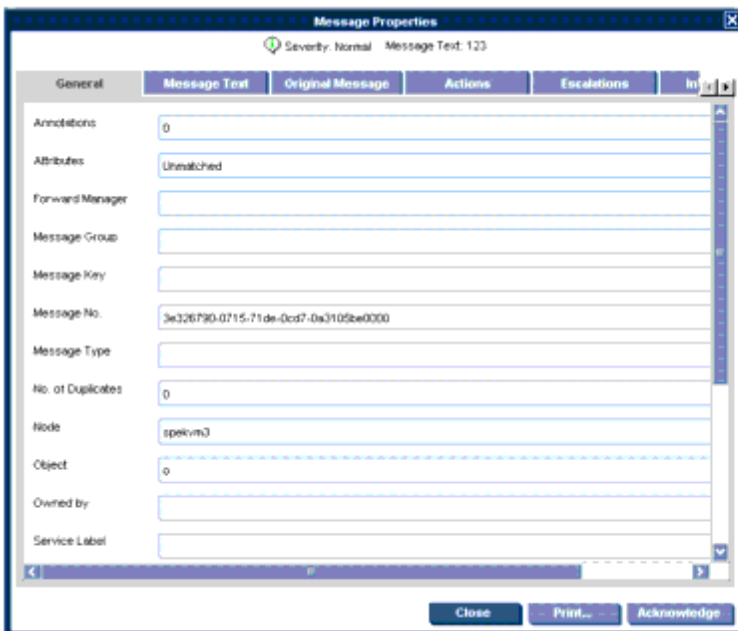 Message Properties
Severity: Normal Message Text: 123
General Message Text Original Message Actions Escalations
Annotations 0
Attributes Unmatched
Forward Manager
Message Group
Message Key
Message No. 3e326790-0715-71de-0cd7-0a3105be0000
Message Type
No. of Duplicates 0
Node spekvm3
Object o
Owned by
Service Label
Close Print... Acknowledge